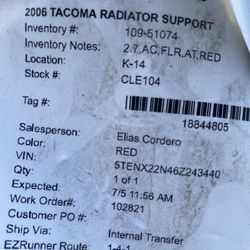 2006 TACOMA RADIATOR SUPPORT
Inventory #: 109-51074
Inventory Notes: 2.7,AC,FLR,AT,RED
Location: K-14
Stock #: CLE104
Tag #:
18844805
Salesperson: Elias Cordero
Color: RED
VIN: 5TENX22N46Z243440
Qty: 1 of 1
Expected: 7/5 11:56 AM
Work Order#: 102821
Customer PO #:
Ship Via: Internal Transfer
EZRunner Route 1-4-1